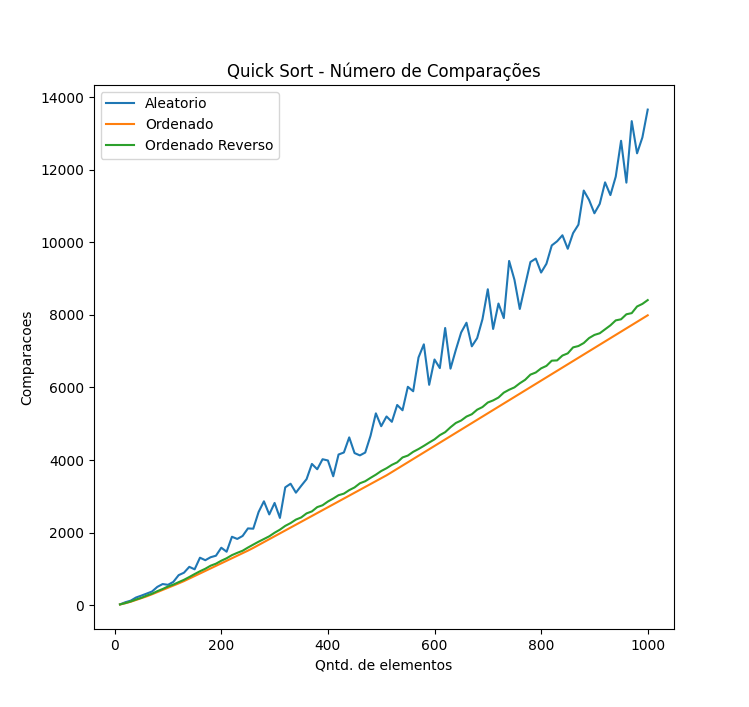 Quick Sort - Número de Comparações
Aleatorio
Ordenado
Ordenado Reverso
14000
12000
10000
8000
6000
4000
2000
0
Comparacoes
0 200 400 600 800 1000
Qntd. de elementos